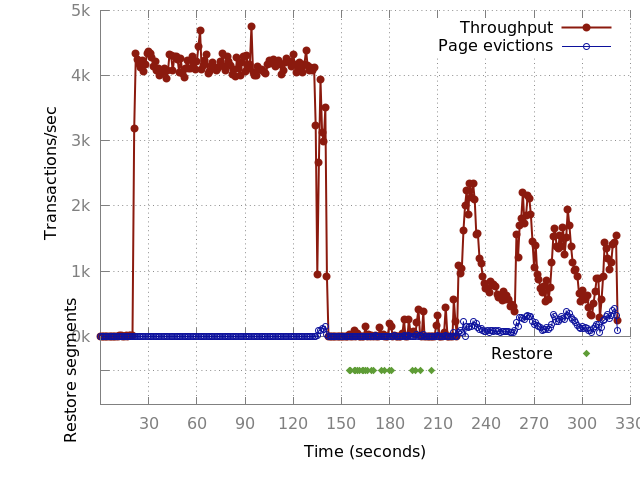 5k
4k
3k
2k
1k
0k
Transactions/sec
Restore segments
Throughput
Page evictions
Restore
30 60 90 120 150 180 210 240 270 300 330
Time (seconds)